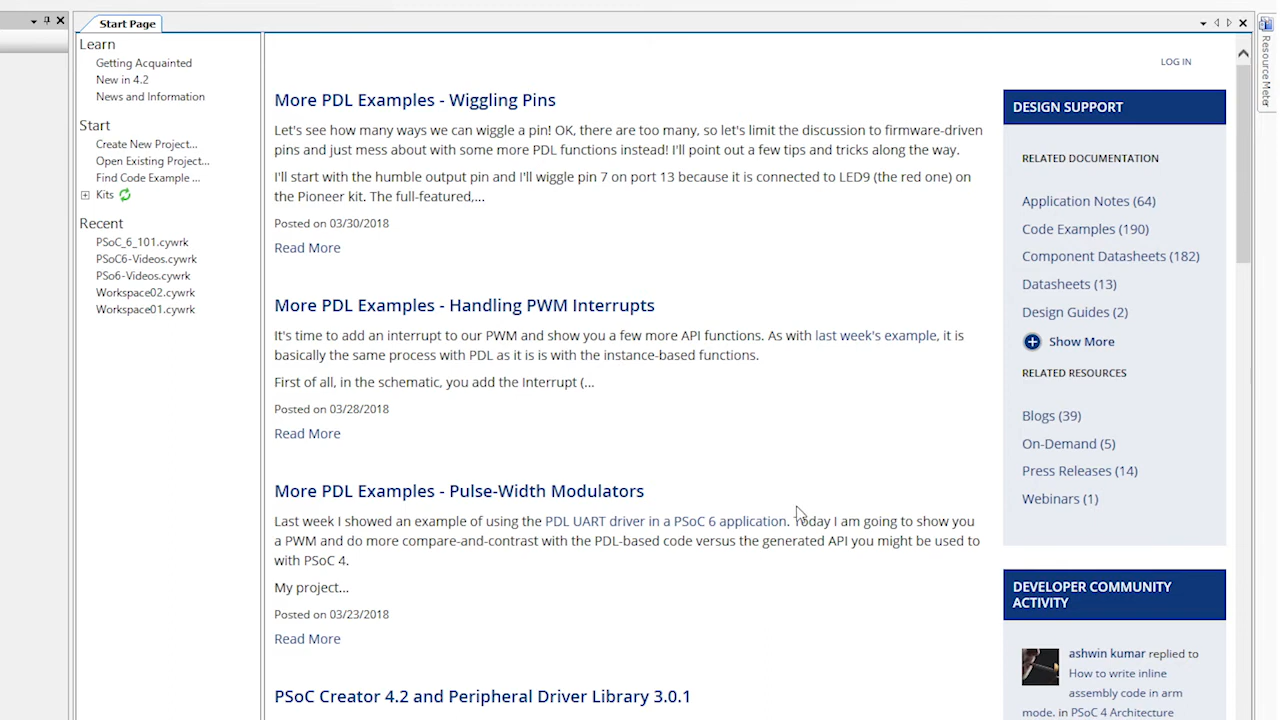 Start Page
Learn
Getting Acquainted
New in 4.2
News and Information
Start
Create New Project...
Open Existing Project...
Find Code Example ...
Kits
Recent
PSoC_6_101.cywrk
PSoC6-Videos.cywrk
PSo6-Videos.cywrk
Workspace02.cywrk
Workspace01.cywrk
LOG IN
More PDL Examples - Wiggling Pins
Let's see how many ways we can wiggle a pin! OK, there are too many, so let's limit the discussion to firmware-driven
pins and just mess about with some more PDL functions instead! I'll point out a few tips and tricks along the way.
I'll start with the humble output pin and I'll wiggle pin 7 on port 13 because it is connected to LED9 (the red one) on
the Pioneer kit. The full-featured,...
Posted on 03/30/2018
Read More
More PDL Examples - Handling PWM Interrupts
It's time to add an interrupt to our PWM and show you a few more API functions. As with last week's example, it is
basically the same process with PDL as it is is with the instance-based functions.
First of all, in the schematic, you add the Interrupt (...
Posted on 03/28/2018
Read More
More PDL Examples - Pulse-Width Modulators
Last week I showed an example of using the PDL UART driver in a PSoC 6 application. Today I am going to show you
a PWM and do more compare-and-contrast with the PDL-based code versus the generated API you might be used to
with PSoC 4.
My project...
Posted on 03/23/2018
Read More
PSoC Creator 4.2 and Peripheral Driver Library 3.0.1
DESIGN SUPPORT
RELATED DOCUMENTATION
Application Notes (64)
Code Examples (190)
Component Datasheets (182)
Datasheets (13)
Design Guides (2)
Show More
RELATED RESOURCES
Blogs (39)
On-Demand (5)
Press Releases (14)
Webinars (1)
DEVELOPER COMMUNITY
ACTIVITY
ashwin kumar replied to
How to write inline
assembly code in arm
mode. in PSoC 4 Architecture
Resource Meter